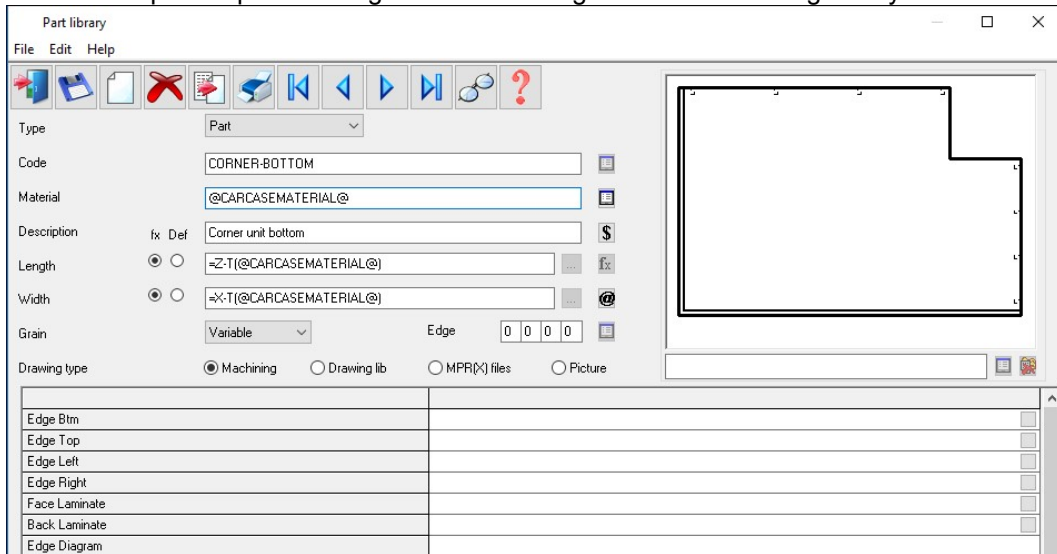 Part library
File Edit Help
Type Part
Code CORNER-BOTTOM
Material @CARCASEMATERIAL@
Description fx Def Corner unit bottom $
Length =Z-T(@CARCASEMATERIAL@) ... fx
Width =X-T(@CARCASEMATERIAL@) ... @
Grain Variable Edge 0 0 0 0
Drawing type Machining Drawing lib MPR(X) files Picture
Edge Btm
Edge Top
Edge Left
Edge Right
Face Laminate
Back Laminate
Edge Diagram